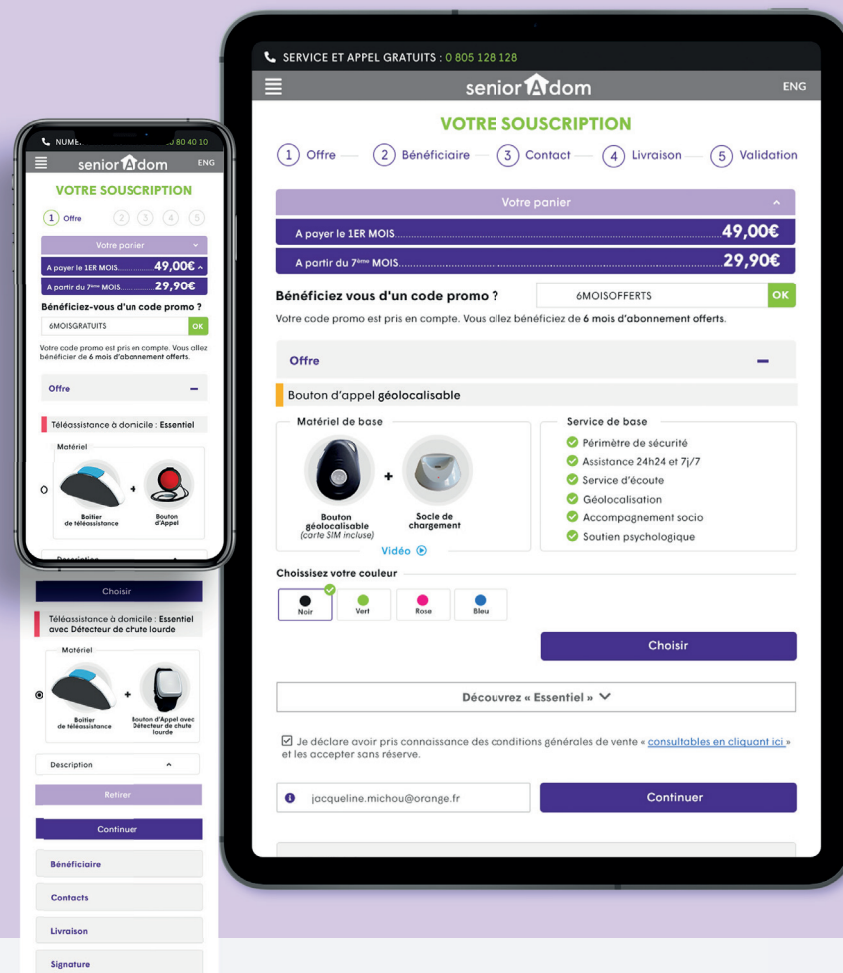 NUMÉ
80 40 10
senior Adom
ENG
VOTRE SOUSCRIPTION
1 Offre 2 3 4 5
Votre panier
A payer le 1ER MOIS..............49,00€
A partir du 7ème MOIS..............29,90€
Bénéficiez-vous d'un code promo ?
6MOISGRATUITS OK
Votre code promo est pris en compte. Vous allez
bénéficier de 6 mois d'abonnement offerts.
Offre
Téléassistance à domicile : Essentiel
Matériel
+
Boitier
de téléassistance
Bouton
d'Appel
Description
Choisir
Téléassistance à domicile : Essentiel
avec Détecteur de chute lourde
Matériel
+
Boitier
de téléassistance
Bouton d'Appel avec
Détecteur de chute
lourde
Description
Retirer
Continuer
Bénéficiaire
Contacts
Livraison
Signature
SERVICE ET APPEL GRATUITS : 0 805 128 128
senior Adom
ENG
VOTRE SOUSCRIPTION
1 Offre 2 Bénéficiaire 3 Contact 4 Livraison 5 Validation
Votre panier
A payer le 1ER MOIS..............49,00€
A partir du 7ème MOIS..............29,90€
Bénéficiez vous d'un code promo ?
6MOISOFFERTS OK
Votre code promo est pris en compte. Vous allez bénéficiez de 6 mois d'abonnement offerts.
Offre
Bouton d'appel géolocalisable
Matériel de base
+
Bouton
géolocalisable
(carte SIM incluse)
Socle de
chargement
Vidéo
Service de base
Périmètre de sécurité
Assistance 24h24 et 7j/7
Service d'écoute
Géolocalisation
Accompagnement socio
Soutien psychologique
Choissisez votre couleur
Noir Vert Rose Bleu
Choisir
Découvrez « Essentiel »
Je déclare avoir pris connaissance des conditions générales de vente « consultables en cliquant ici »
et les accepter sans réserve.
jacqueline.michou@orange.fr
Continuer